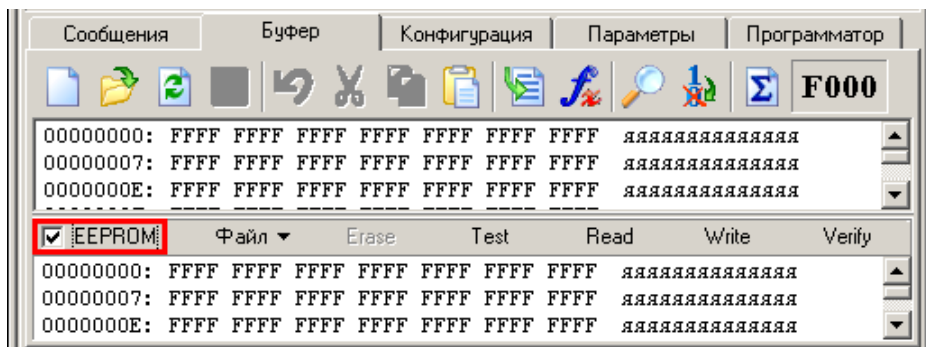 Сообщения Буфер Конфигурация Параметры Программатор
F000
00000000: FFFF FFFF FFFF FFFF FFFF FFFF FFFF яяяяяяяяяяяяяя
00000007: FFFF FFFF FFFF FFFF FFFF FFFF FFFF яяяяяяяяяяяяяя
0000000E: FFFF FFFF FFFF FFFF FFFF FFFF FFFF яяяяяяяяяяяяяя
EEPROM Файл Erase Test Read Write Verify
00000000: FFFF FFFF FFFF FFFF FFFF FFFF FFFF яяяяяяяяяяяяяя
00000007: FFFF FFFF FFFF FFFF FFFF FFFF FFFF яяяяяяяяяяяяяя
0000000E: FFFF FFFF FFFF FFFF FFFF FFFF FFFF яяяяяяяяяяяяяя